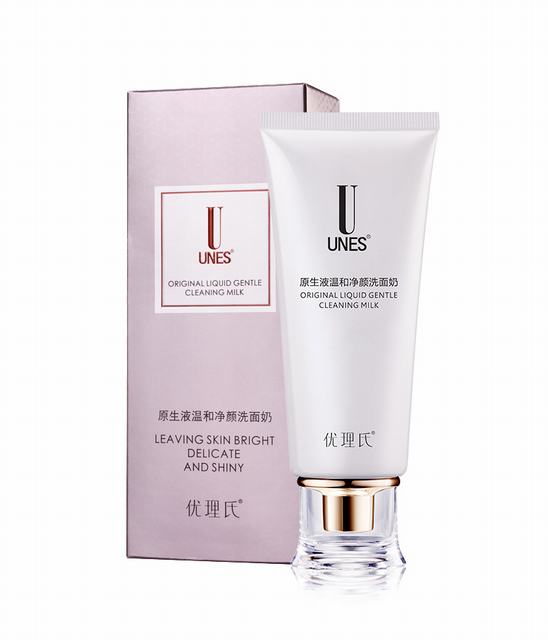 U
UNES®
ORIGINAL LIQUID GENTLE
CLEANING MILK
原生液温和净颜洗面奶
LEAVING SKIN BRIGHT
DELICATE
AND SHINY
优理氏®
U
UNES®
原生液温和净颜洗面奶
ORIGINAL LIQUID GENTLE
CLEANING MILK
优理氏®